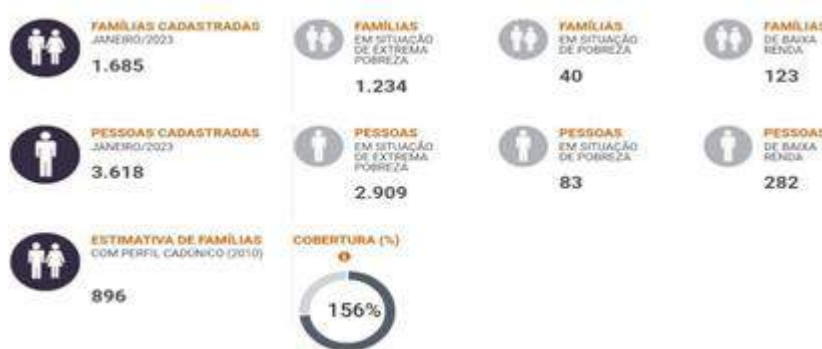 FAMÍLIAS CADASTRADAS
JANEIRO/2023
1.685
FAMÍLIAS
EM SITUAÇÃO
DE EXTREMA
POBREZA
1.234
FAMÍLIAS
EM SITUAÇÃO
DE POBREZA
40
FAMÍLIAS
DE BAIXA
RENDA
123
PESSOAS CADASTRADAS
JANEIRO/2023
3.618
PESSOAS
EM SITUAÇÃO
DE EXTREMA
POBREZA
2.909
PESSOAS
EM SITUAÇÃO
DE POBREZA
83
PESSOAS
DE BAIXA
RENDA
282
ESTIMATIVA DE FAMÍLIAS
COM PERFIL CADÚNICO (2010)
896
COBERTURA (%)
156%